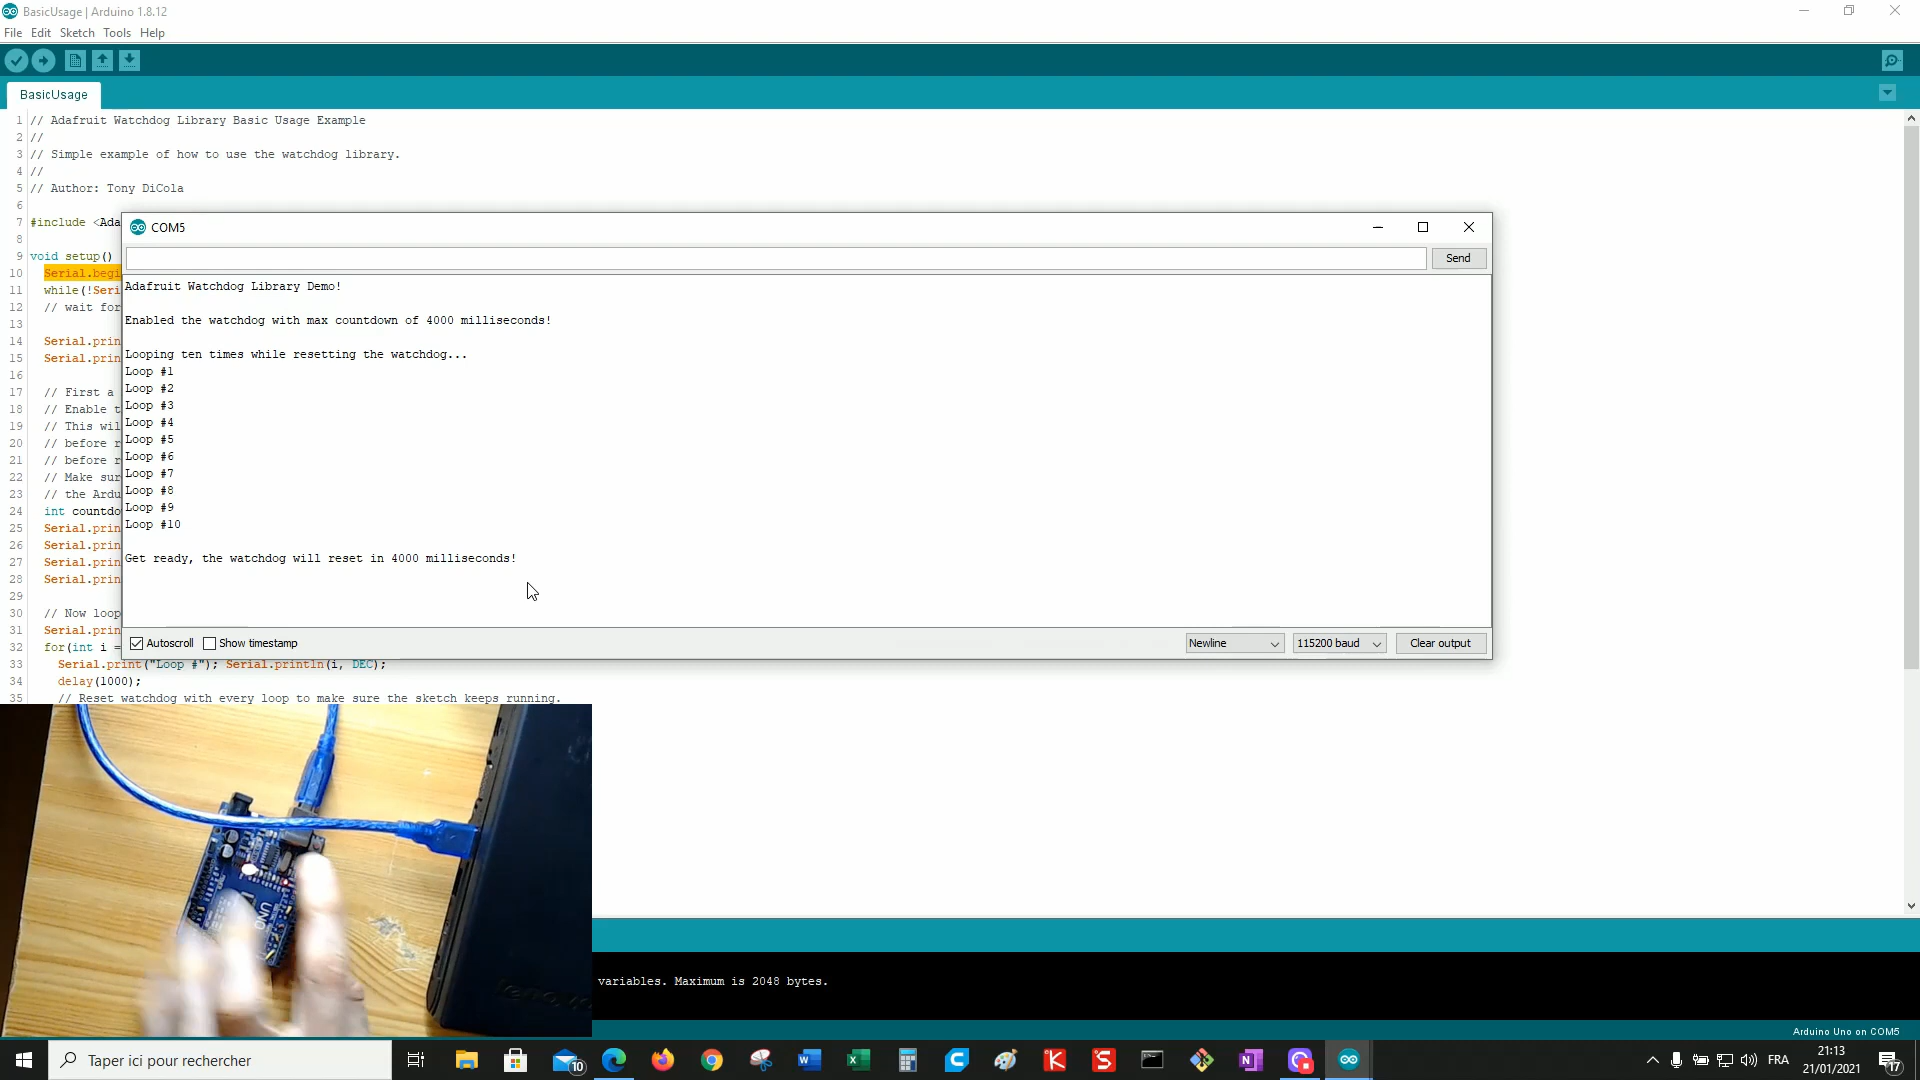 BasicUsage | Arduino 1.8.12
File Edit Sketch Tools Help
BasicUsage
1 // Adafruit Watchdog Library Basic Usage Example
2 //
3 // Simple example of how to use the watchdog library.
4 //
5 // Author: Tony DiCola
6
7 #include <Ada
8
9 void setup()
10 Serial.begi
11 while(!Seri
12 // wait for
13
14 Serial.prin
15 Serial.prin
16
17 // First a
18 // Enable t
19 // This wil
20 // before r
21 // before r
22 // Make sur
23 // the Ardu
24 int countdo
25 Serial.prin
26 Serial.prin
27 Serial.prin
28 Serial.prin
29
30 // Now loop
31 Serial.prin
32 for(int i =
33 Serial.print("Loop #"); Serial.println(i, DEC);
34 delay(1000);
35 // Reset watchdog with every loop to make sure the sketch keeps running.
COM5
Send
Adafruit Watchdog Library Demo!
Enabled the watchdog with max countdown of 4000 milliseconds!
Looping ten times while resetting the watchdog...
Loop #1
Loop #2
Loop #3
Loop #4
Loop #5
Loop #6
Loop #7
Loop #8
Loop #9
Loop #10
Get ready, the watchdog will reset in 4000 milliseconds!
Autoscroll Show timestamp Newline 115200 baud Clear output
UNO
lenovo
variables. Maximum is 2048 bytes.
Arduino Uno on COM5
Taper ici pour rechercher
10
FRA
21:13
21/01/2021
17